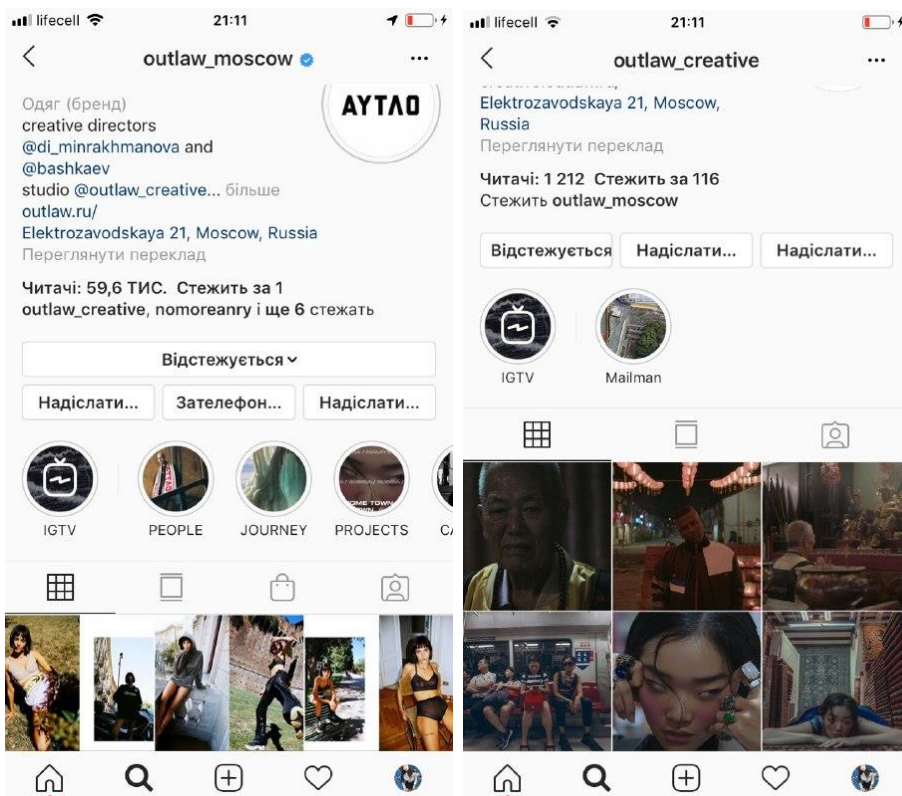 lifecell
21:11
outlaw_moscow
Одяг (бренд)
creative directors
@di_minrakhmanova and
@bashkaev
studio @outlaw_creative... більше
outlaw.ru/
Elektrozavodskaya 21, Moscow, Russia
Переглянути переклад
Читачі: 59,6 ТИС. Стежить за 1
outlaw_creative, nomoreanry і ще 6 стежать
Відстежується
Надіслати...
Зателефон...
Надіслати...
IGTV
PEOPLE
JOURNEY
PROJECTS
lifecell
21:11
outlaw_creative
Elektrozavodskaya 21, Moscow,
Russia
Переглянути переклад
Читачі: 1 212 Стежить за 116
Стежить outlaw_moscow
Відстежується
Надіслати...
Надіслати...
IGTV
Mailman